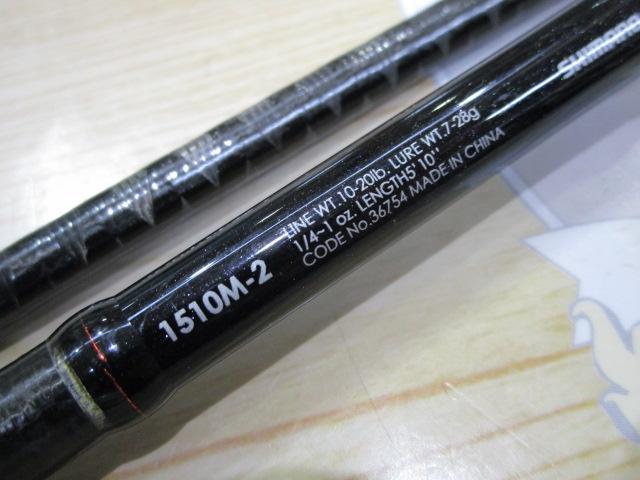 SHIMANO
LINE WT.10-20lb. LURE WT.7-28g
1/4-1 oz. LENGTH5'10"
CODE No.36754 MADE IN CHINA
1510M-2